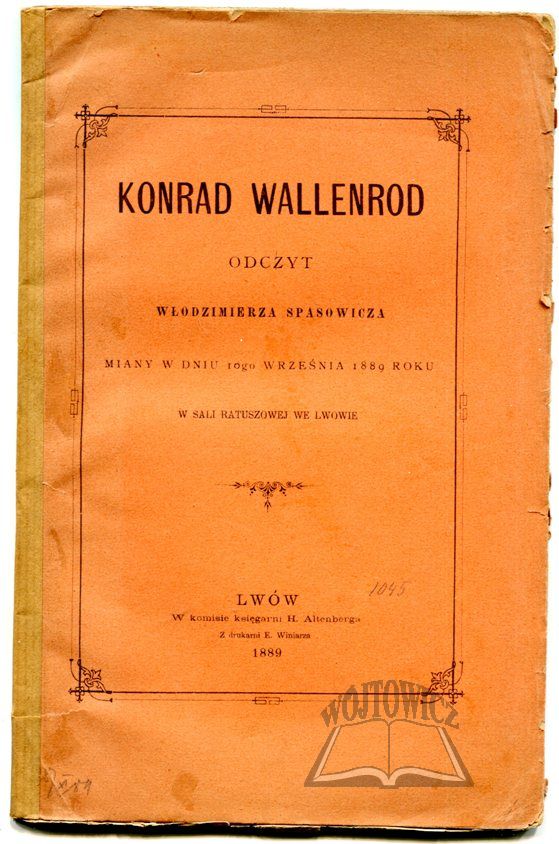 KONRAD WALLENROD
ODCZYT
WŁODZIMIERZA SPASOWICZA
MIANY W DNIU 10go WRZEŚNIA 1889 ROKU
W SALI RATUSZOWEJ WE LWOWIE
1045
LWÓW
W komisie księgarni H. Altenberga
Z drukarni E. Winiarza
1889
WÓJTOWICZ